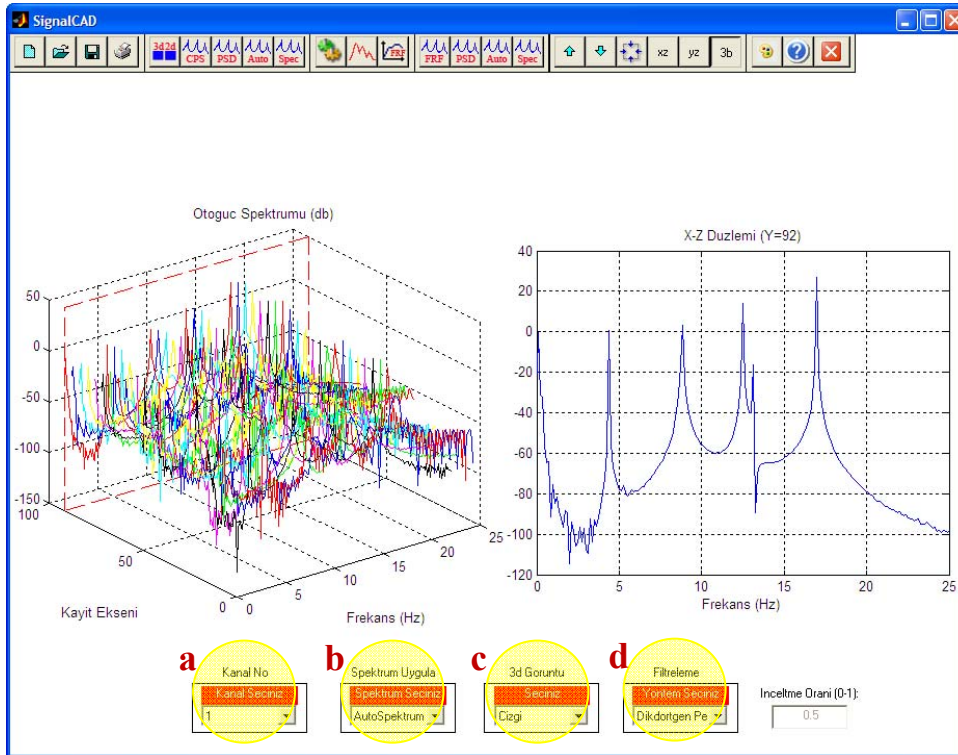 SignalCAD
3d2d CPS PSD Auto Spec FRF FRF PSD Auto Spec xz yz 3b
Otoguc Spektrumu (db)
50
0
-50
-100
-150
100
50
0
0
5
10
15
20
25
Kayit Ekseni
Frekans (Hz)
X-Z Duzlemi (Y=92)
40
20
0
-20
-40
-60
-80
-100
-120
0 5 10 15 20 25
Frekans (Hz)
a b c d
Kanal No Spektrum Uygula 3d Goruntu Filtreleme
Kanal Seciniz Spektrum Seciniz Seciniz Yontem Seciniz Inceltme Orani (0-1):
1 AutoSpektrum Cizgi Dikdortgen Pe 0.5